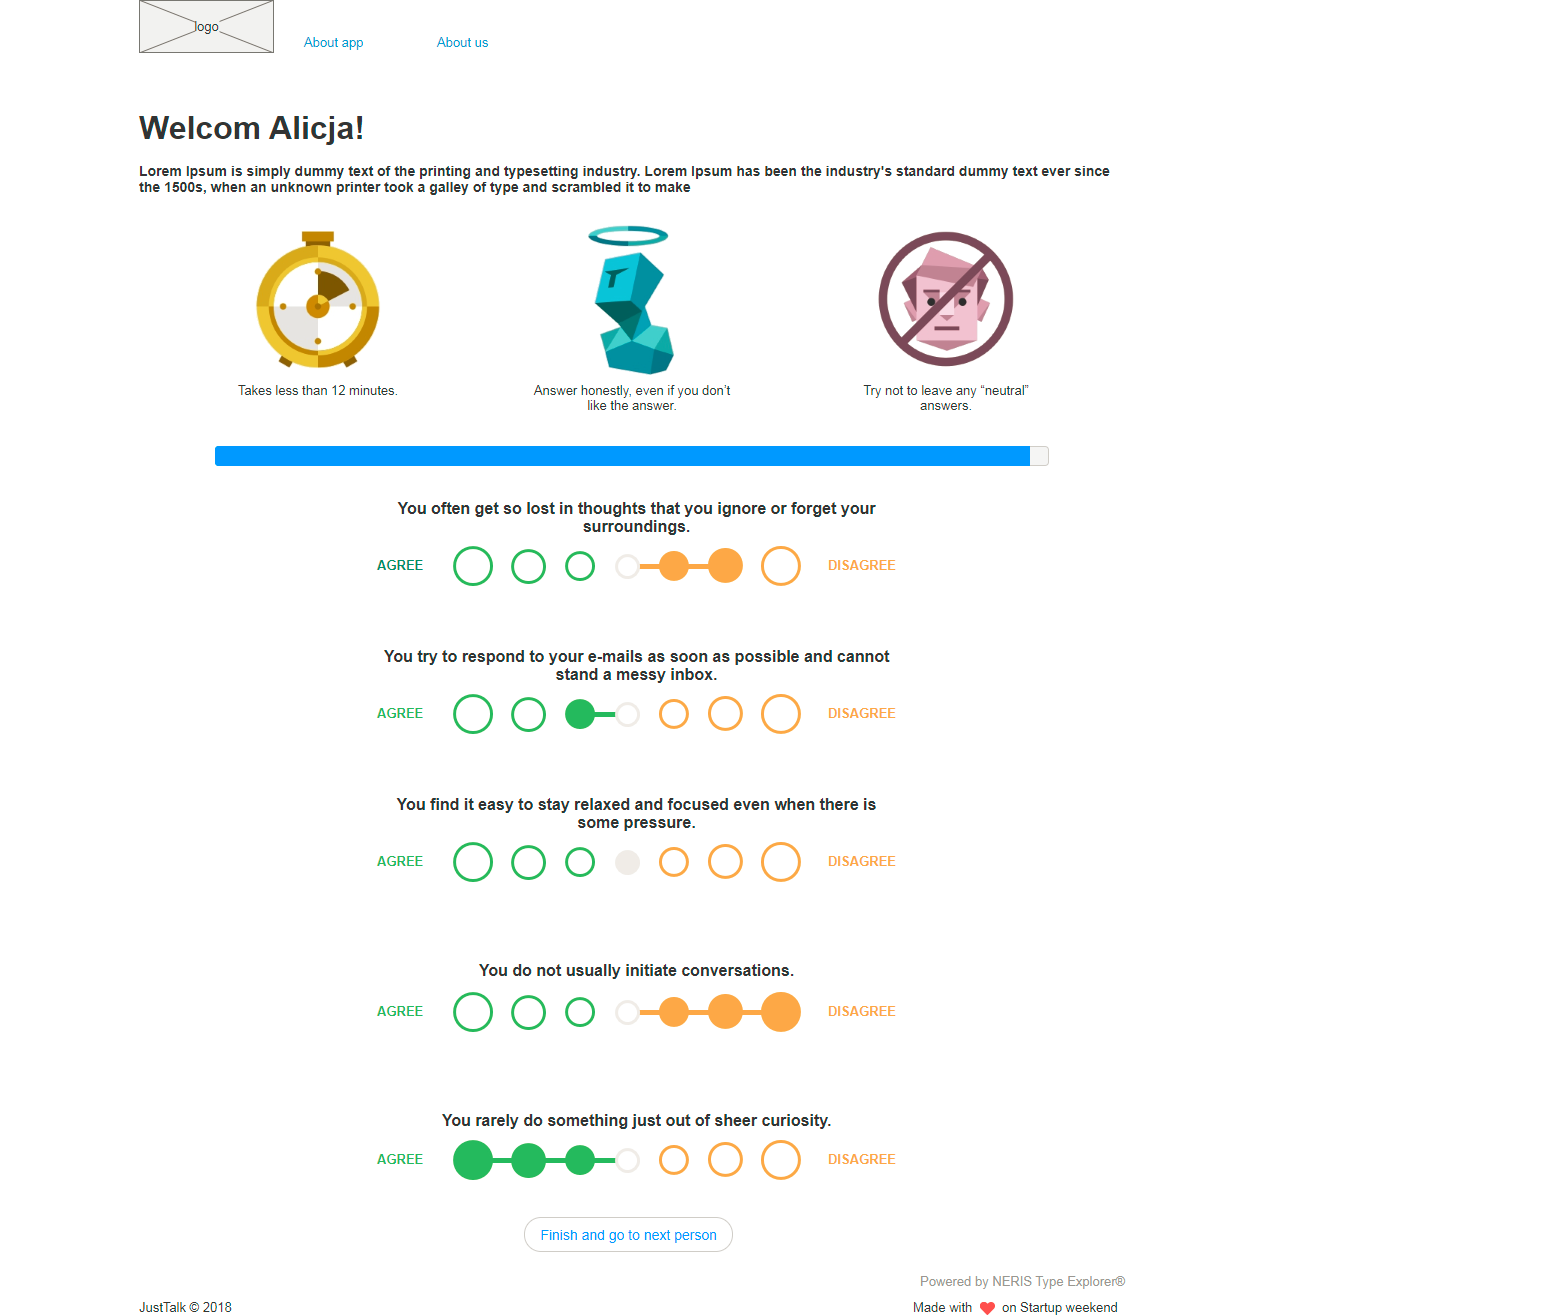 logo
About app
About us
Welcom Alicja!
Lorem Ipsum is simply dummy text of the printing and typesetting industry. Lorem Ipsum has been the industry's standard dummy text ever since
the 1500s, when an unknown printer took a galley of type and scrambled it to make
Takes less than 12 minutes.
Answer honestly, even if you don’t
like the answer.
Try not to leave any “neutral”
answers.
You often get so lost in thoughts that you ignore or forget your
surroundings.
AGREE
DISAGREE
You try to respond to your e-mails as soon as possible and cannot
stand a messy inbox.
AGREE
DISAGREE
You find it easy to stay relaxed and focused even when there is
some pressure.
AGREE
DISAGREE
You do not usually initiate conversations.
AGREE
DISAGREE
You rarely do something just out of sheer curiosity.
AGREE
DISAGREE
Finish and go to next person
Powered by NERIS Type Explorer®
JustTalk © 2018
Made with on Startup weekend